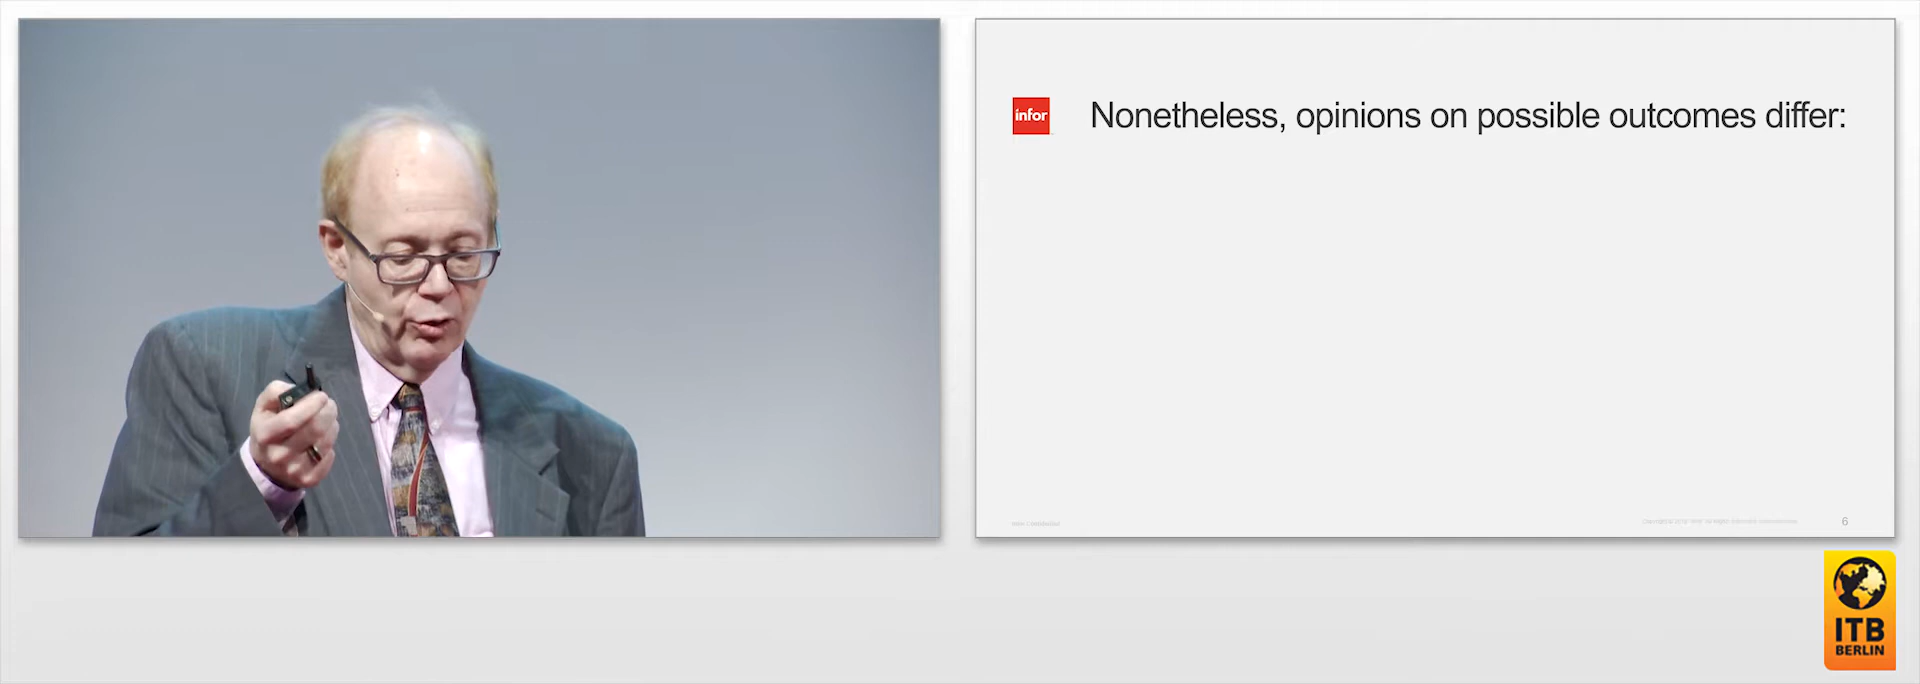 infor
Nonetheless, opinions on possible outcomes differ:
6
ITB
BERLIN